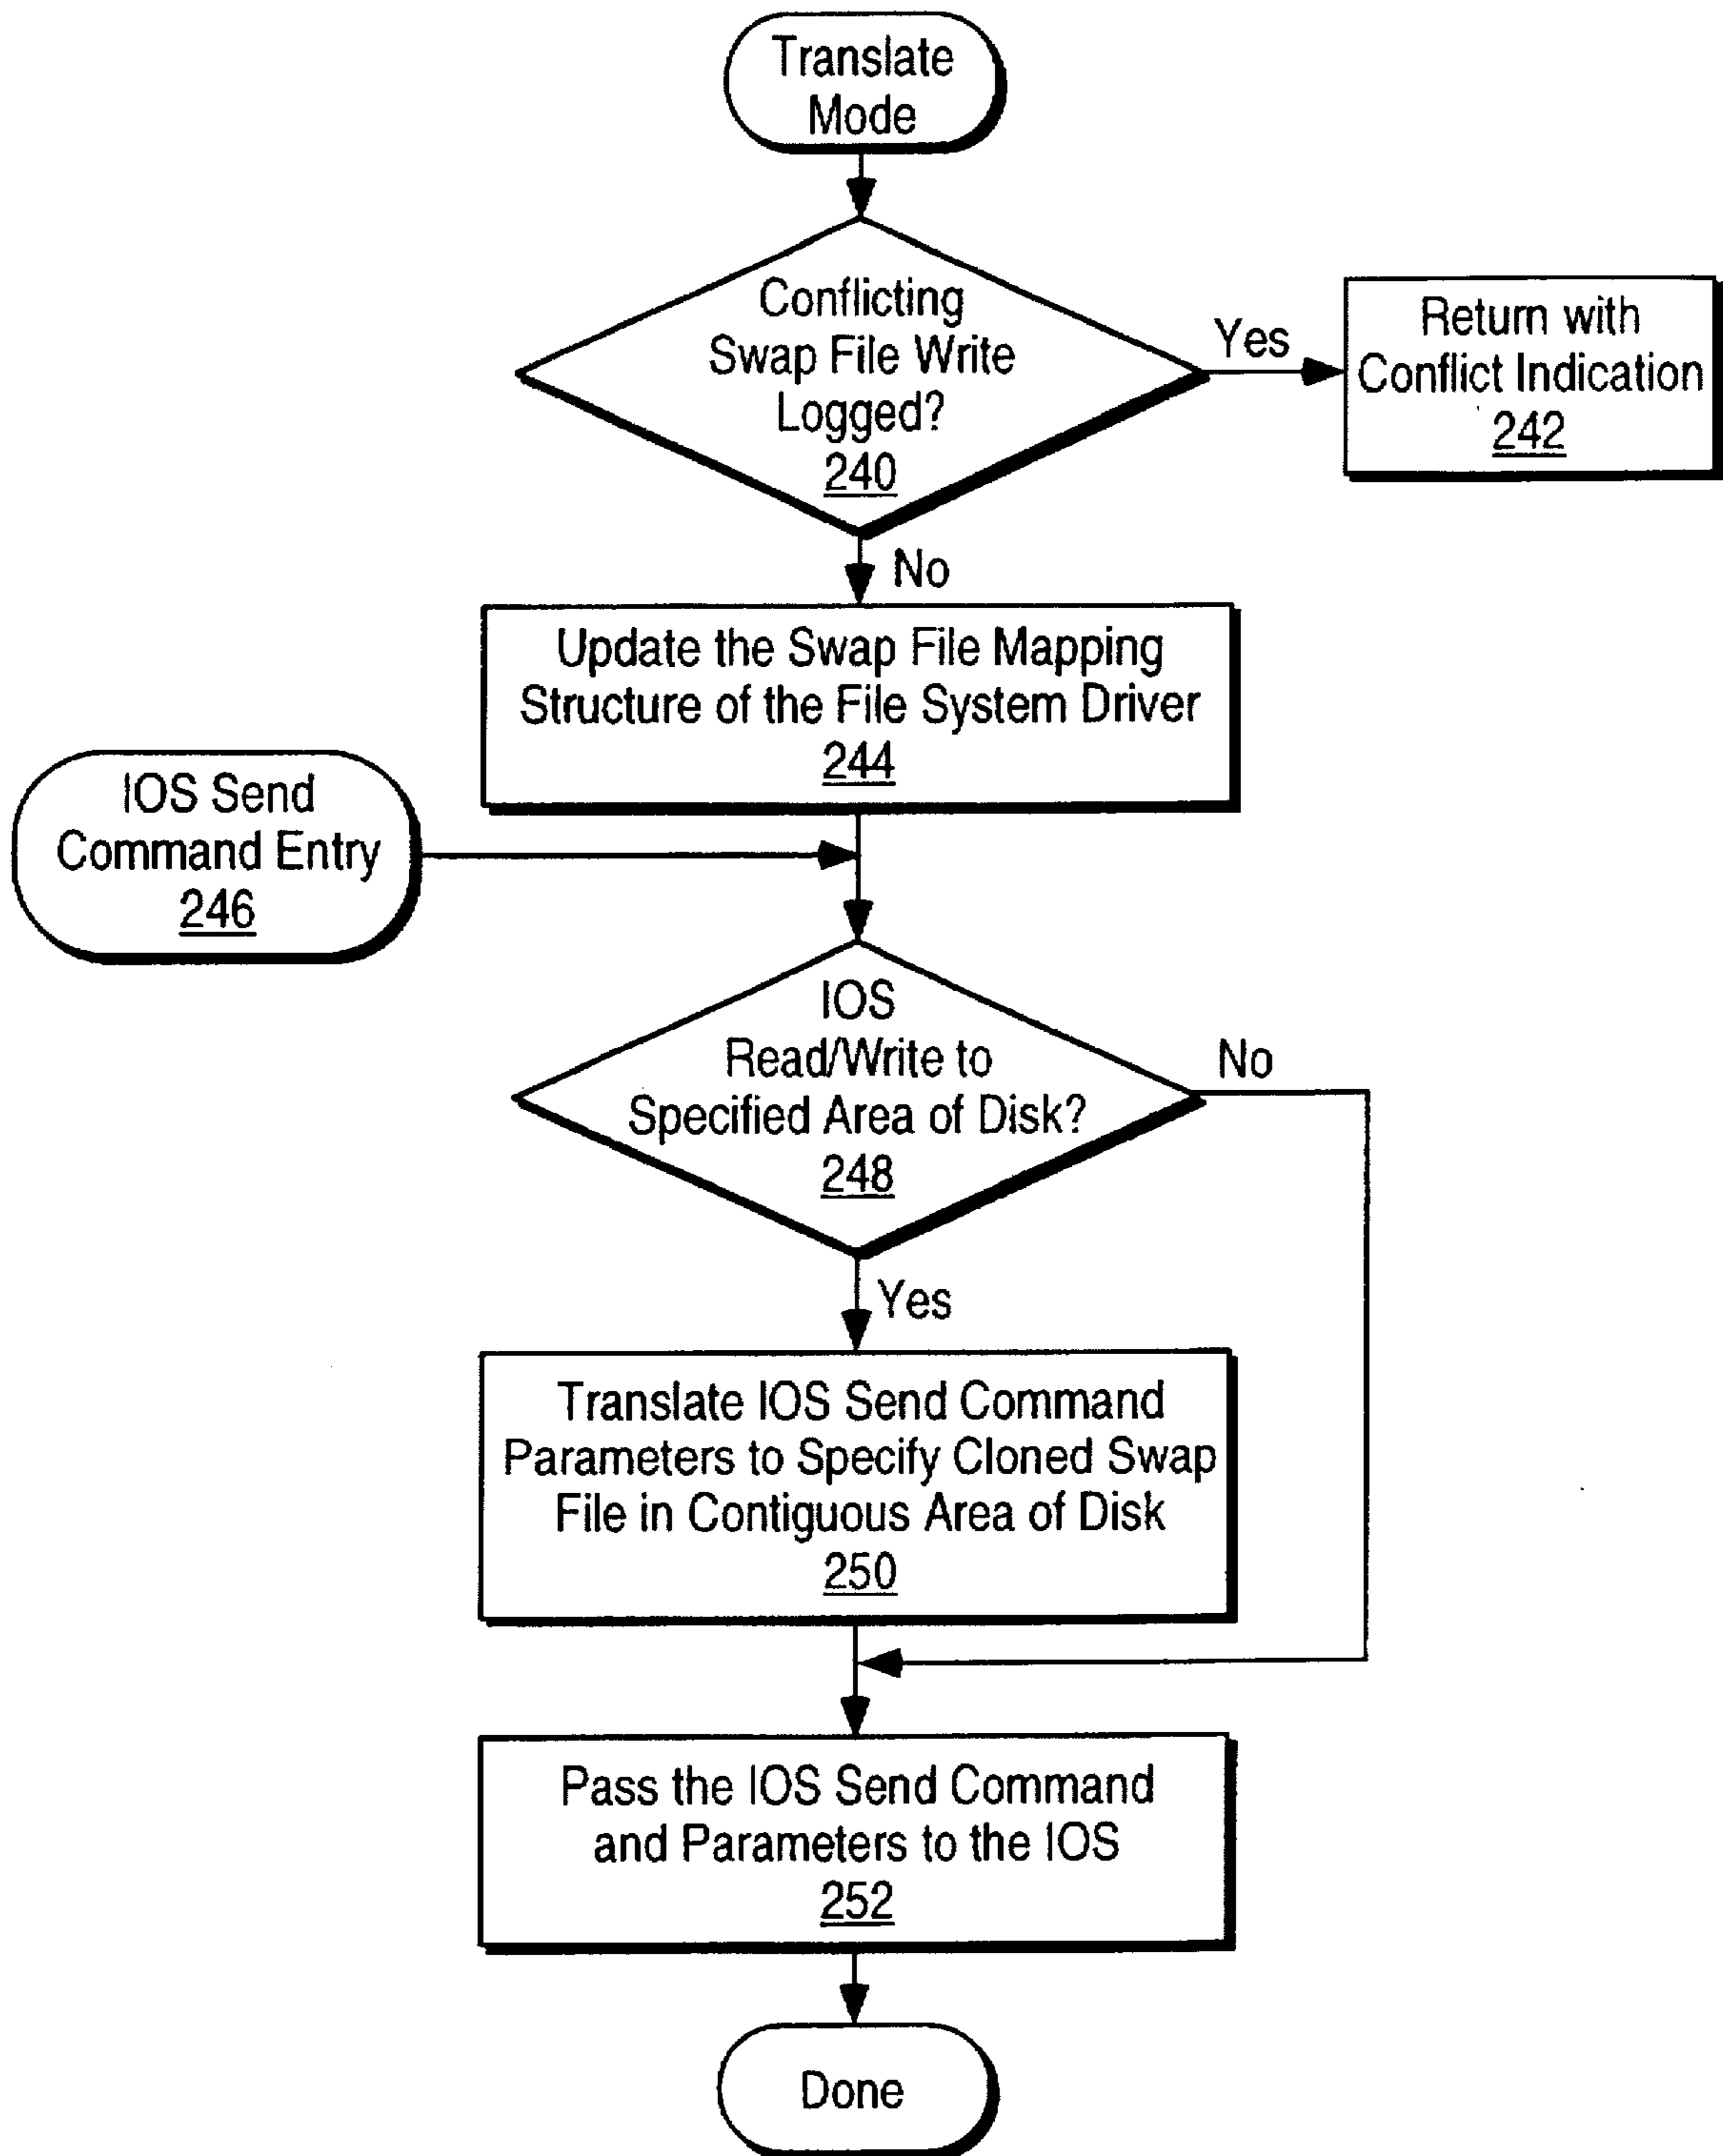 Translate
Mode
Conflicting
Swap File Write
Logged?
240
Yes
Return with
Conflict Indication
242
No
Update the Swap File Mapping
Structure of the File System Driver
244
IOS Send
Command Entry
246
IOS
Read/Write to
Specified Area of Disk?
248
No
Yes
Translate IOS Send Command
Parameters to Specify Cloned Swap
File in Contiguous Area of Disk
250
Pass the IOS Send Command
and Parameters to the IOS
252
Done